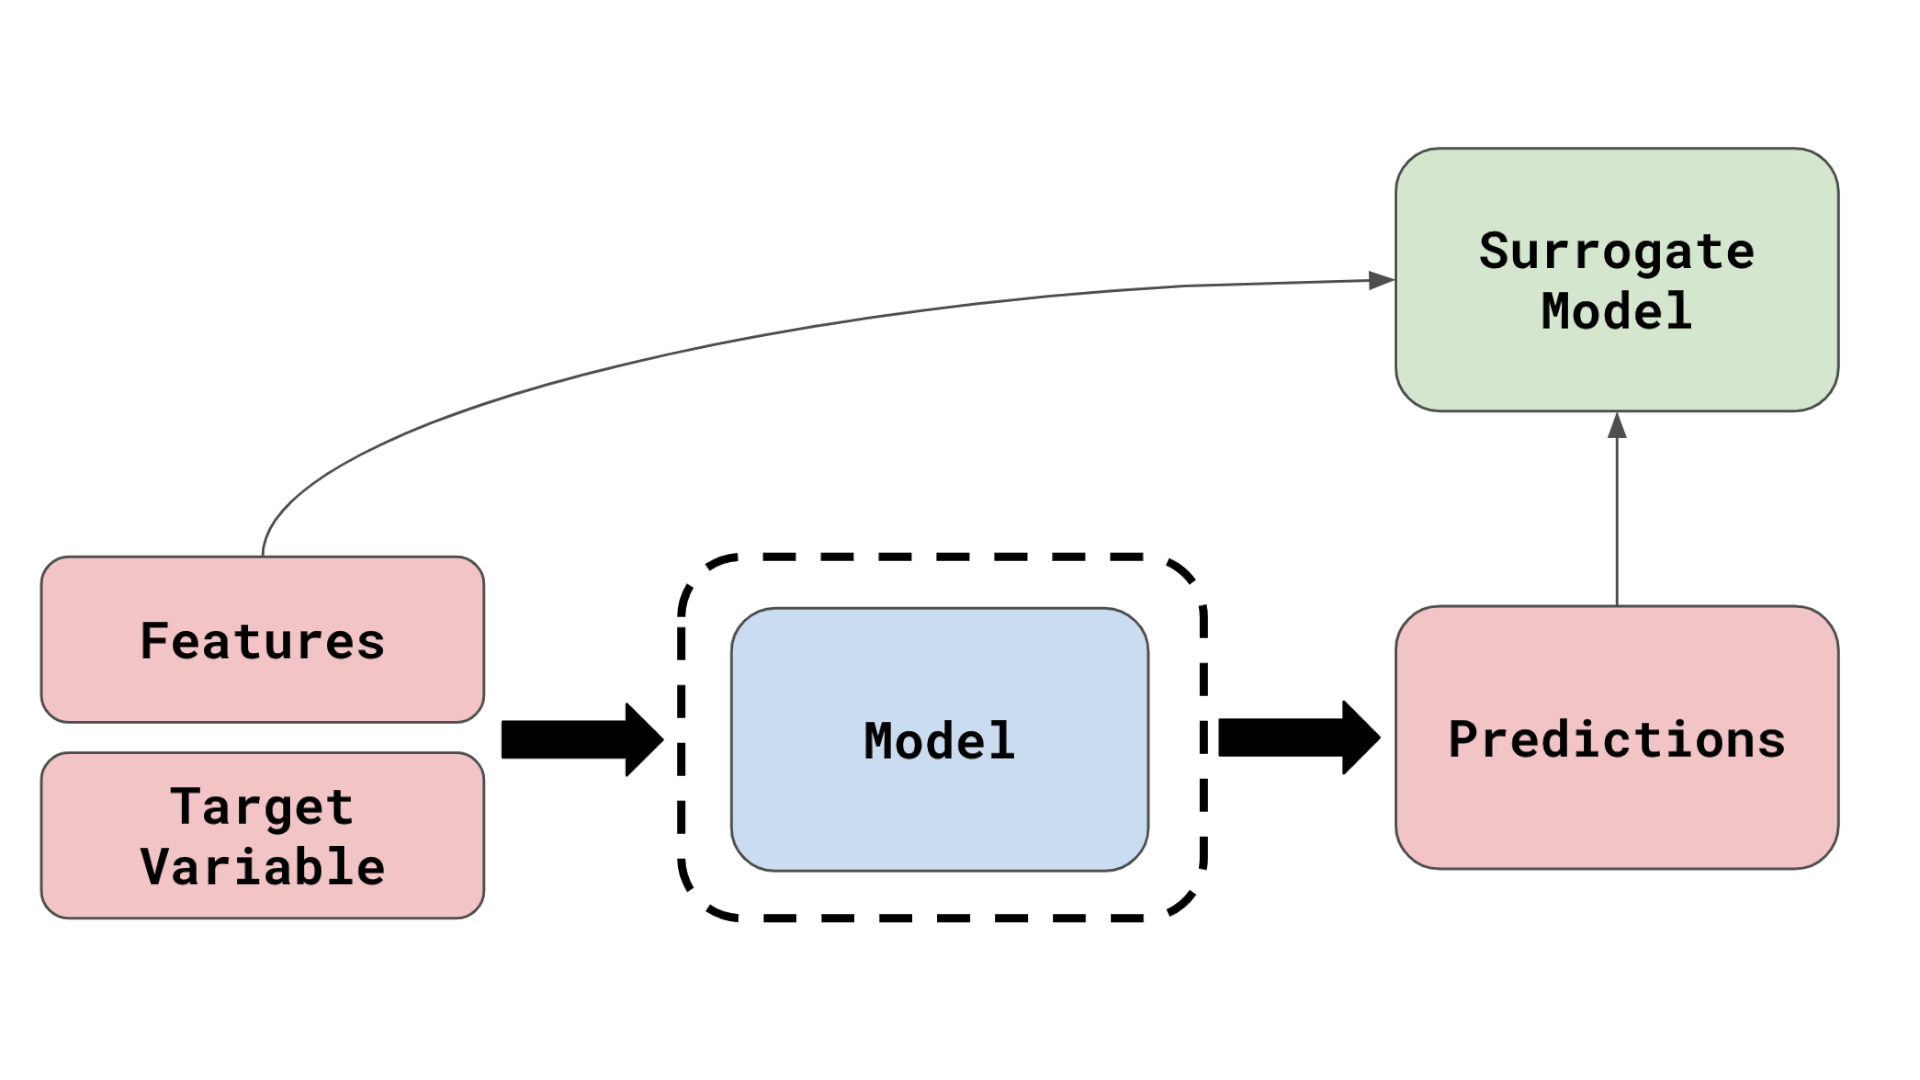 Surrogate
Model
Features
Target
Variable
Model
Predictions